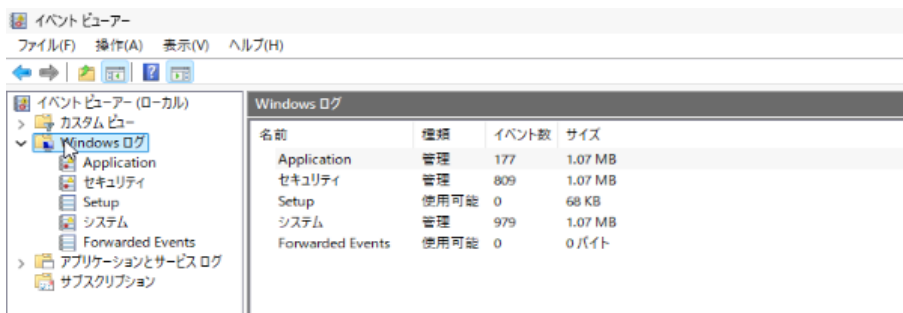 イベント ビューアー
ファイル(F) 操作(A) 表示(V) ヘルプ(H)
イベント ビューアー (ローカル)
カスタム ビュー
Windows ログ
Application
セキュリティ
Setup
システム
Forwarded Events
アプリケーションとサービス ログ
サブスクリプション
Windows ログ
名前 種類 イベント数 サイズ
Application 管理 177 1.07 MB
セキュリティ 管理 809 1.07 MB
Setup 使用可能 0 68 KB
システム 管理 979 1.07 MB
Forwarded Events 使用可能 0 0 バイト